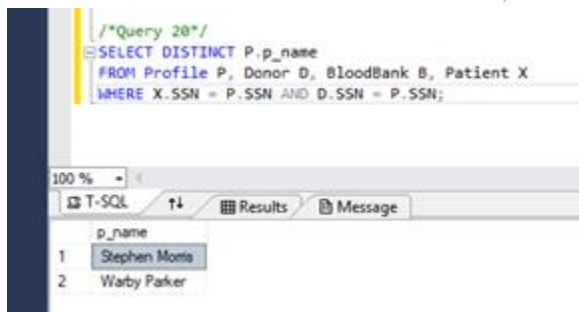 /*Query 20*/
SELECT DISTINCT P.p_name
FROM Profile P, Donor D, BloodBank B, Patient X
WHERE X.SSN = P.SSN AND D.SSN = P.SSN;
100 %
T-SQL
Results
Message
p_name
1 Stephen Morris
2 Warby Parker